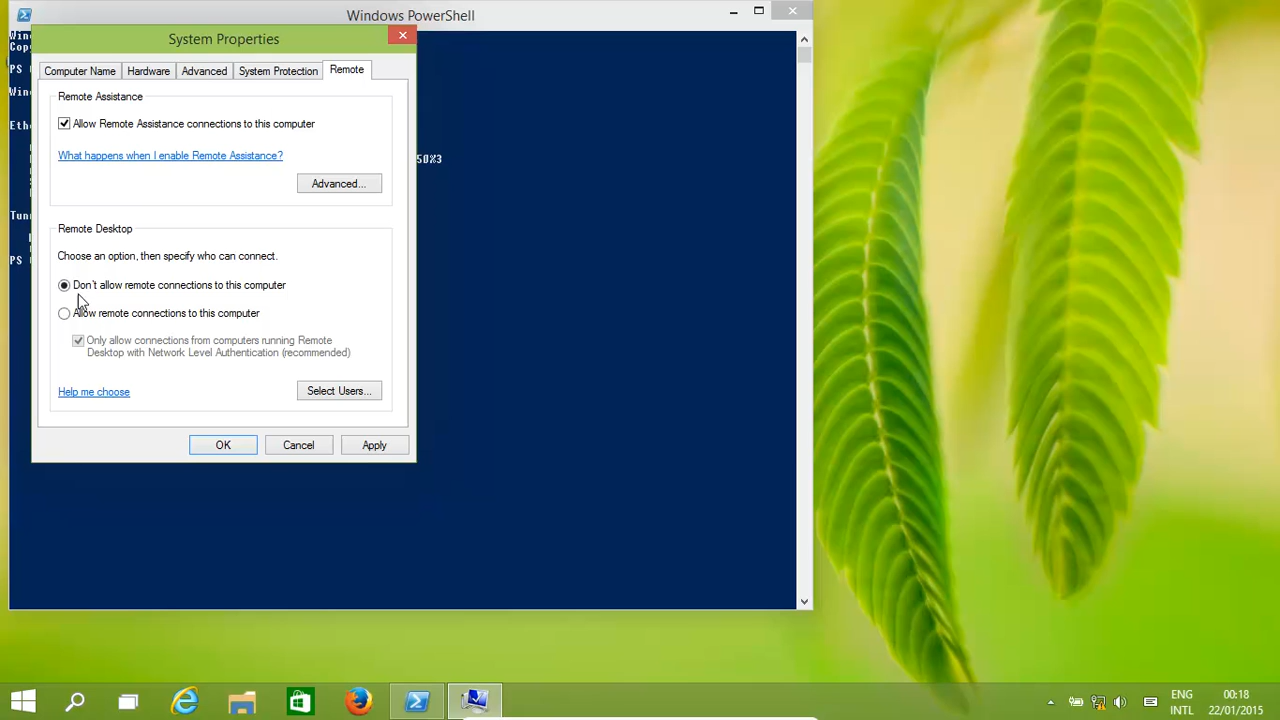 Windows PowerShell
System Properties
Computer Name
Hardware
Advanced
System Protection
Remote
Remote Assistance
Allow Remote Assistance connections to this computer
What happens when I enable Remote Assistance?
Advanced...
Remote Desktop
Choose an option, then specify who can connect.
Don't allow remote connections to this computer
Allow remote connections to this computer
Only allow connections from computers running Remote
Desktop with Network Level Authentication (recommended)
Help me choose
Select Users...
OK
Cancel
Apply
PS
PS
50%3
ENG
INTL
00:18
22/01/2015